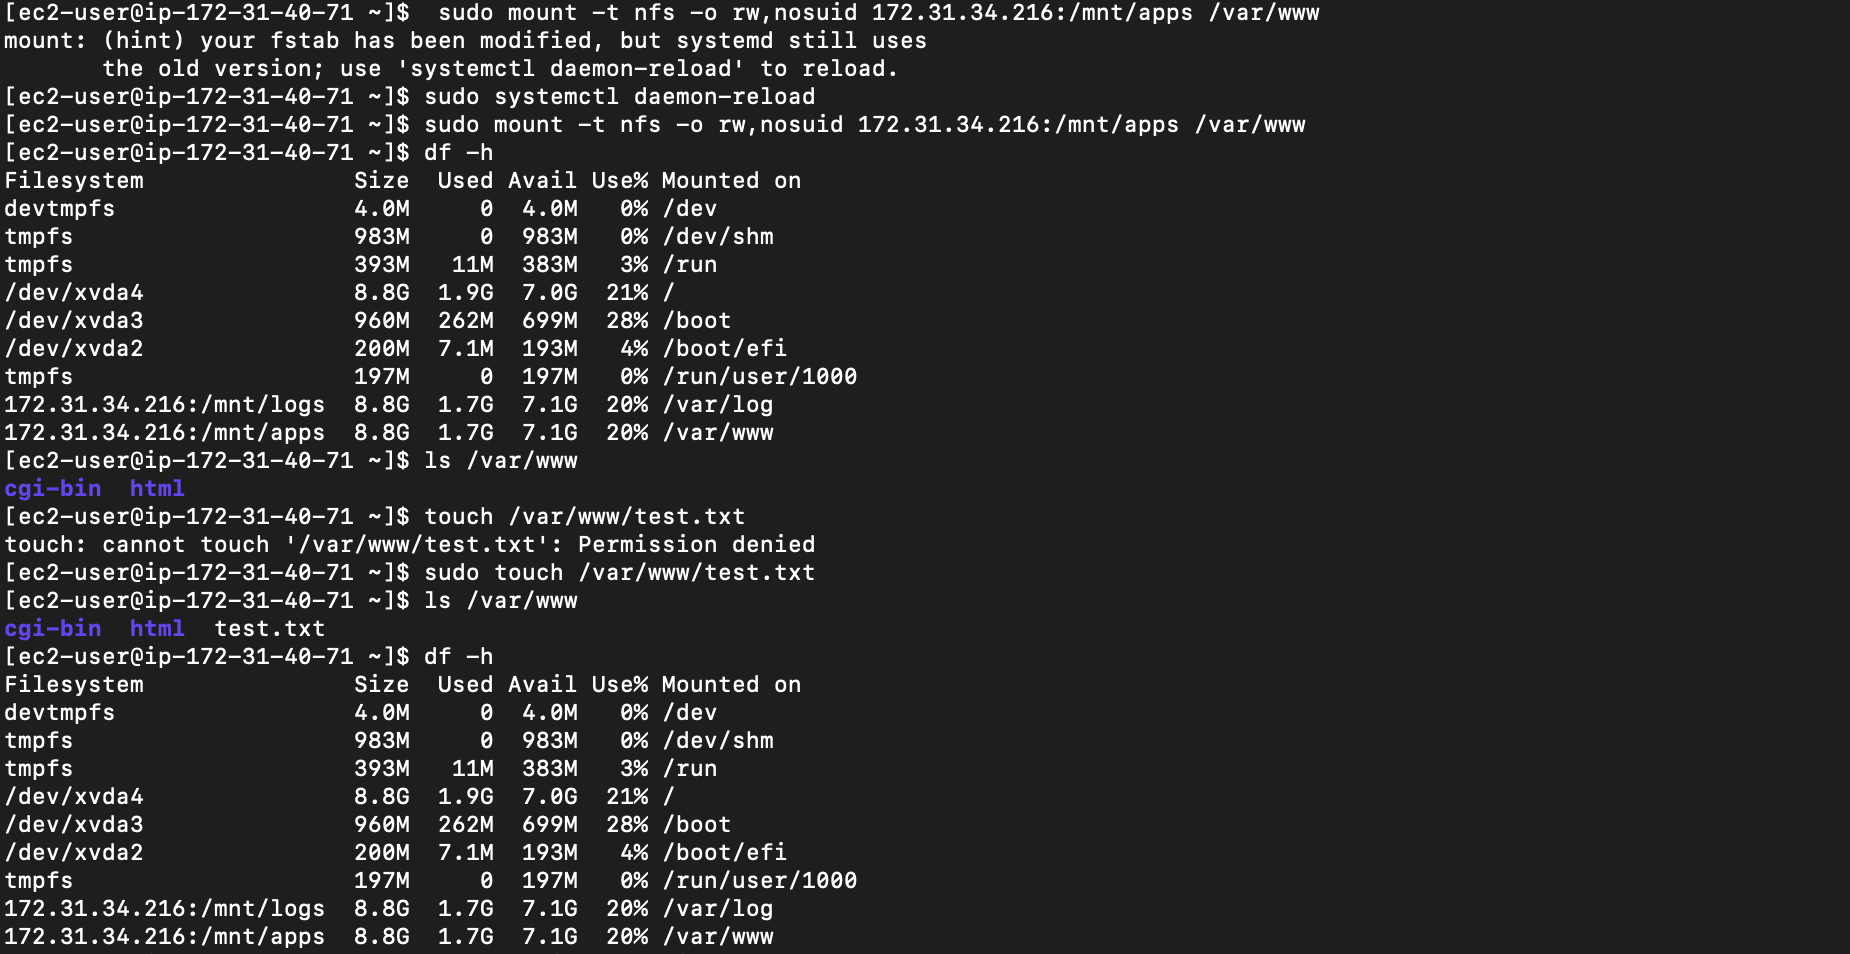 [ec2-user@ip-172-31-40-71 ~]$  sudo mount -t nfs -o rw,nosuid 172.31.34.216:/mnt/apps /var/www
mount: (hint) your fstab has been modified, but systemd still uses
       the old version; use 'systemctl daemon-reload' to reload.
[ec2-user@ip-172-31-40-71 ~]$ sudo systemctl daemon-reload
[ec2-user@ip-172-31-40-71 ~]$ sudo mount -t nfs -o rw,nosuid 172.31.34.216:/mnt/apps /var/www
[ec2-user@ip-172-31-40-71 ~]$ df -h
Filesystem               Size  Used Avail Use% Mounted on
devtmpfs                 4.0M     0  4.0M   0% /dev
tmpfs                    983M     0  983M   0% /dev/shm
tmpfs                    393M   11M  383M   3% /run
/dev/xvda4               8.8G  1.9G  7.0G  21% /
/dev/xvda3               960M  262M  699M  28% /boot
/dev/xvda2               200M  7.1M  193M   4% /boot/efi
tmpfs                    197M     0  197M   0% /run/user/1000
172.31.34.216:/mnt/logs  8.8G  1.7G  7.1G  20% /var/log
172.31.34.216:/mnt/apps  8.8G  1.7G  7.1G  20% /var/www
[ec2-user@ip-172-31-40-71 ~]$ ls /var/www
cgi-bin  html
[ec2-user@ip-172-31-40-71 ~]$ touch /var/www/test.txt
touch: cannot touch '/var/www/test.txt': Permission denied
[ec2-user@ip-172-31-40-71 ~]$ sudo touch /var/www/test.txt
[ec2-user@ip-172-31-40-71 ~]$ ls /var/www
cgi-bin  html  test.txt
[ec2-user@ip-172-31-40-71 ~]$ df -h
Filesystem               Size  Used Avail Use% Mounted on
devtmpfs                 4.0M     0  4.0M   0% /dev
tmpfs                    983M     0  983M   0% /dev/shm
tmpfs                    393M   11M  383M   3% /run
/dev/xvda4               8.8G  1.9G  7.0G  21% /
/dev/xvda3               960M  262M  699M  28% /boot
/dev/xvda2               200M  7.1M  193M   4% /boot/efi
tmpfs                    197M     0  197M   0% /run/user/1000
172.31.34.216:/mnt/logs  8.8G  1.7G  7.1G  20% /var/log
172.31.34.216:/mnt/apps  8.8G  1.7G  7.1G  20% /var/www